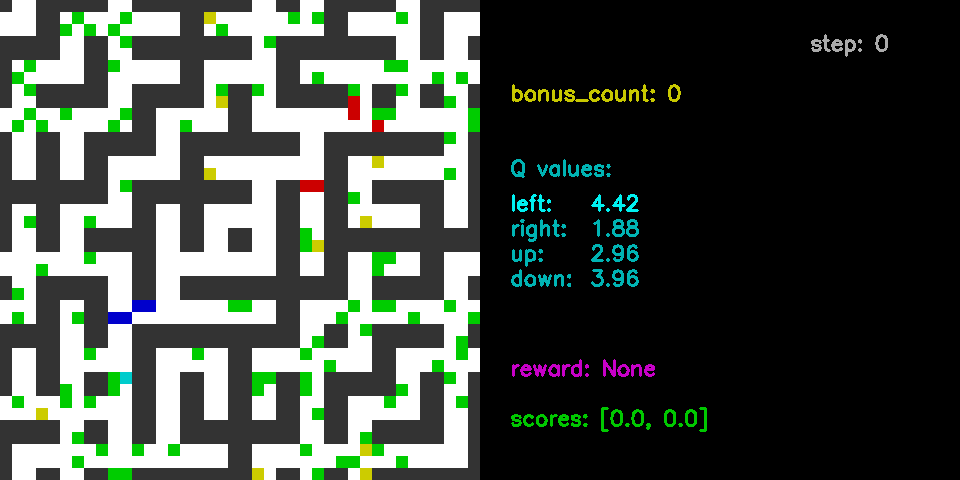 step: 0
bonus_count: 0
Q values:
left: 4.42
right: 1.88
up: 2.96
down: 3.96
reward: None
scores: [0.0, 0.0]